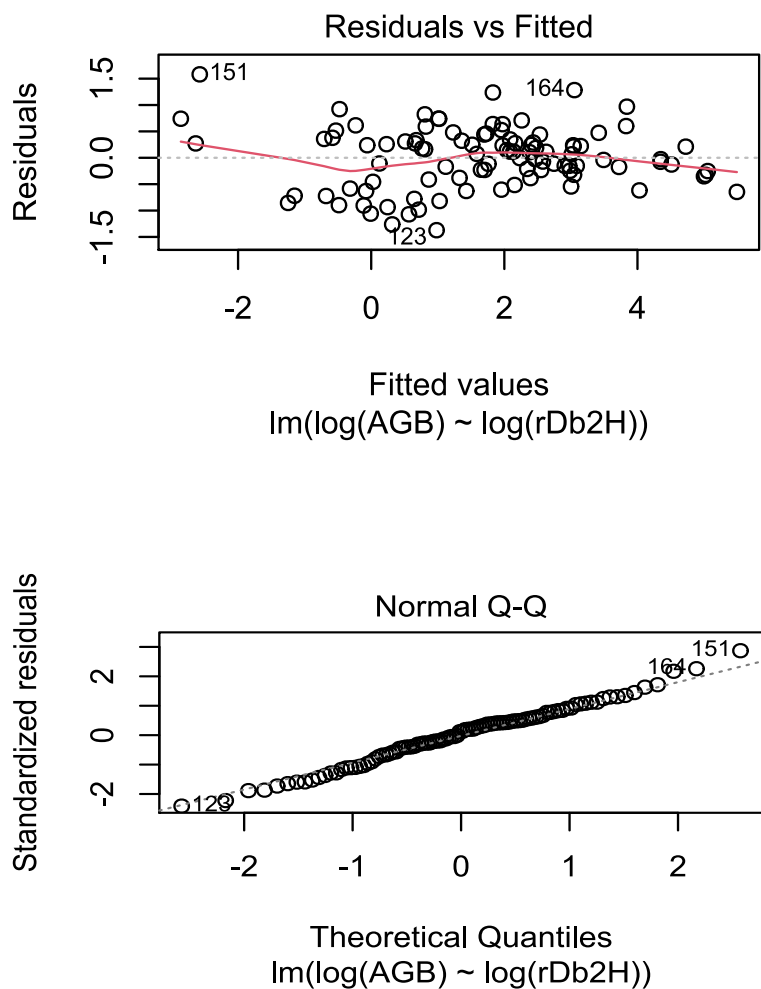 Residuals vs Fitted
Residuals
1.5
0.0
-1.5
151
164
123
-2
0
2
4
Fitted values
lm(log(AGB) ~ log(rDb2H))
Normal Q-Q
Standardized residuals
2
0
-2
151
164
123
-2
-1
0
1
2
Theoretical Quantiles
lm(log(AGB) ~ log(rDb2H))